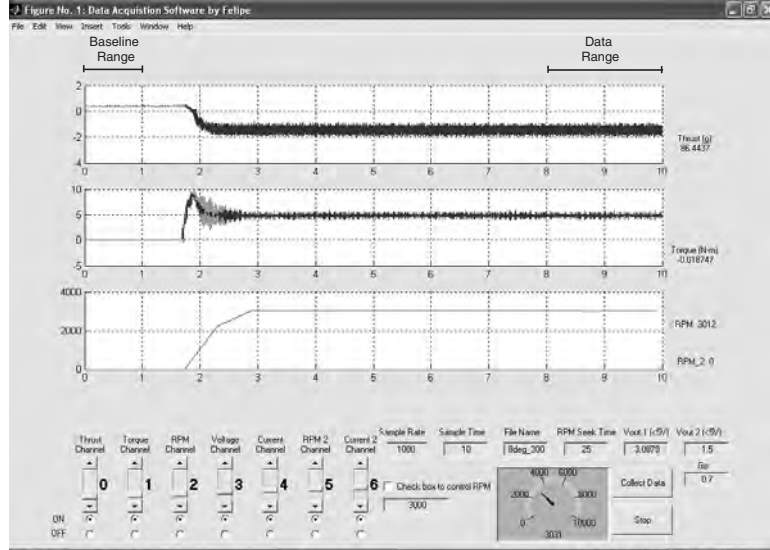 Figure No. 1: Data Acquistion Software by Felipe
File Edit View Insert Tools Window Help
Baseline Range
Data Range
2
0
-2
-4
0 1 2 3 4 5 6 7 8 9 10
Thrust (g)
86.4437
10
5
0
-5
0 1 2 3 4 5 6 7 8 9 10
Torque (N-m)
-0.018747
4000
2000
0
0 1 2 3 4 5 6 7 8 9 10
RPM 3012
RPM_2 0
Sample Rate Sample Time File Name RPM Seek Time Vout 1 (<5V) Vout 2 (<5V)
1000 10 8deg_300 25 1.5
Thrust Channel Torque Channel RPM Channel Voltage Channel Current Channel RPM 2 Channel Current 2 Channel
0 1 2 3 4 5 6
Check box to control RPM
3000
0 2000 4000 6000 8000 10000
3031
Collect Data
Stop
0.7
ON
OFF